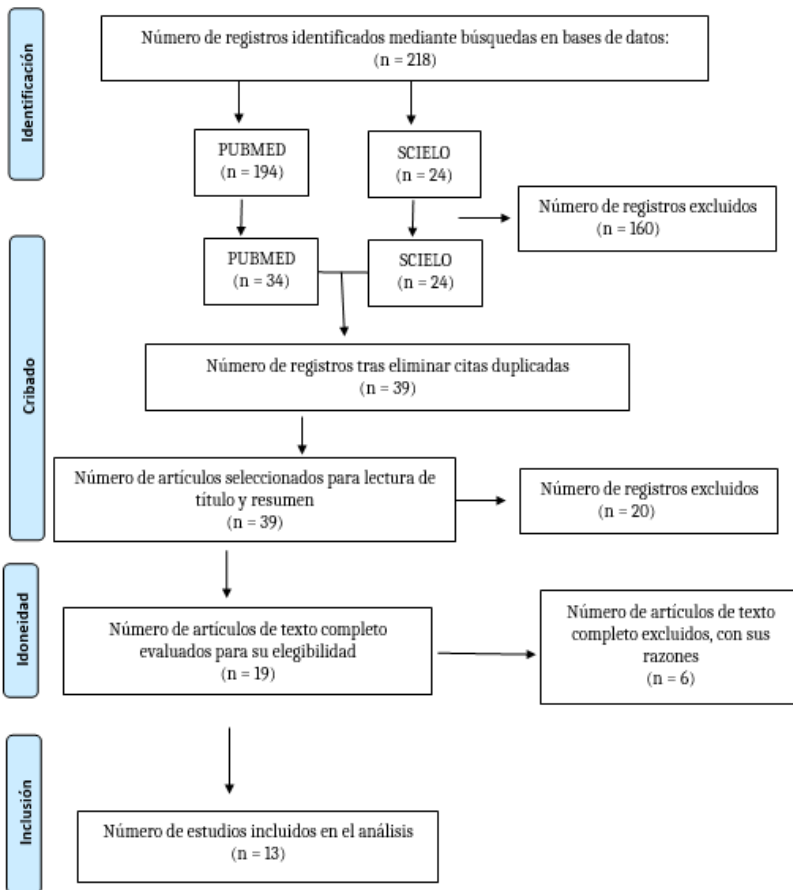 Identificación
Número de registros identificados mediante búsquedas en bases de datos:
(n = 218)
PUBMED
(n = 194)
SCIELO
(n = 24)
Número de registros excluidos
(n = 160)
Cribado
PUBMED
(n = 34)
SCIELO
(n = 24)
Número de registros tras eliminar citas duplicadas
(n = 39)
Número de artículos seleccionados para lectura de
título y resumen
(n = 39)
Número de registros excluidos
(n = 20)
Idoneidad
Número de artículos de texto completo
evaluados para su elegibilidad
(n = 19)
Número de artículos de texto
completo excluidos, con sus
razones
(n = 6)
Inclusión
Número de estudios incluidos en el análisis
(n = 13)